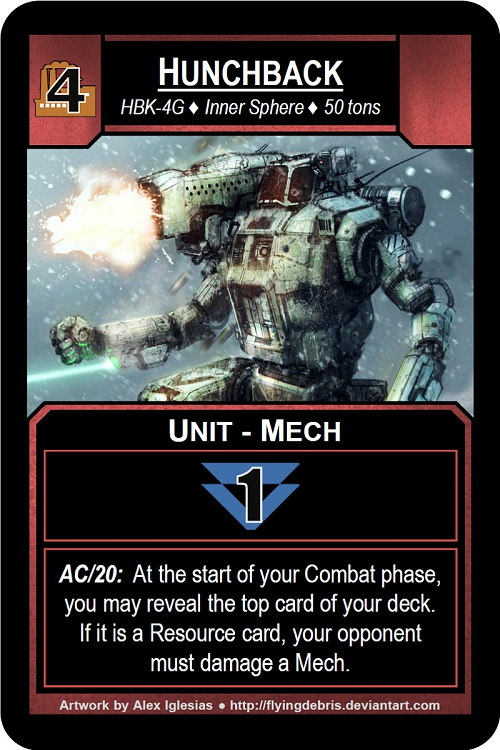 4
HUNCHBACK
HBK-4G ♦ Inner Sphere ♦ 50 tons
UNIT - MECH
1
AC/20: At the start of your Combat phase,
you may reveal the top card of your deck.
If it is a Resource card, your opponent
must damage a Mech.
Artwork by Alex Iglesias ● http://flyingdebris.deviantart.com